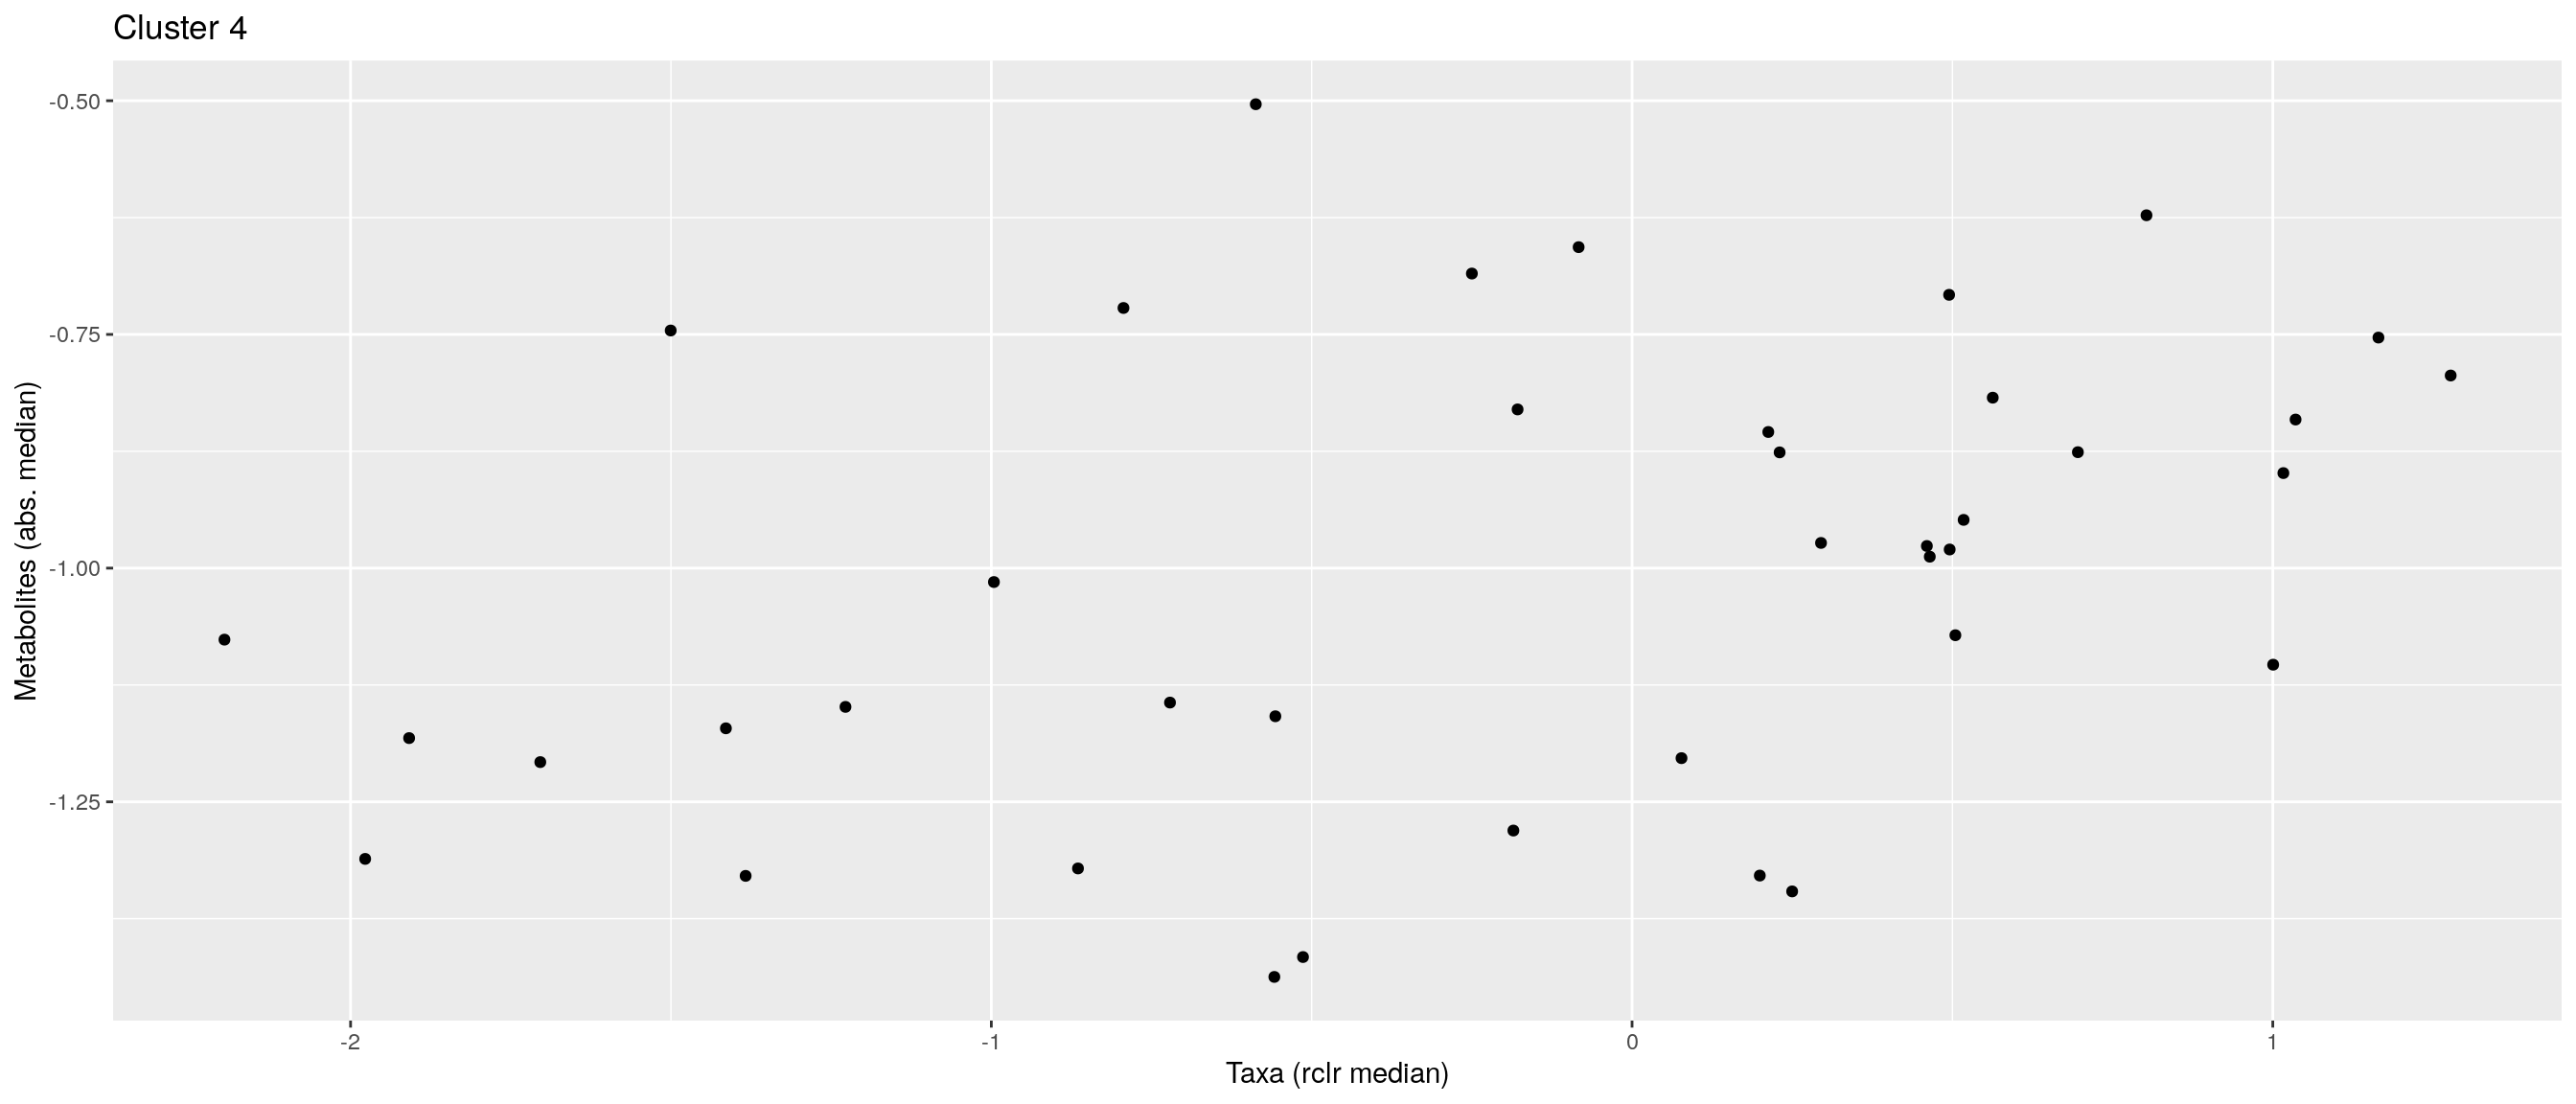 Cluster 4
-0.50
-0.75
-1.00
-1.25
Metabolites (abs. median)
-2
-1
0
1
Taxa (rclr median)